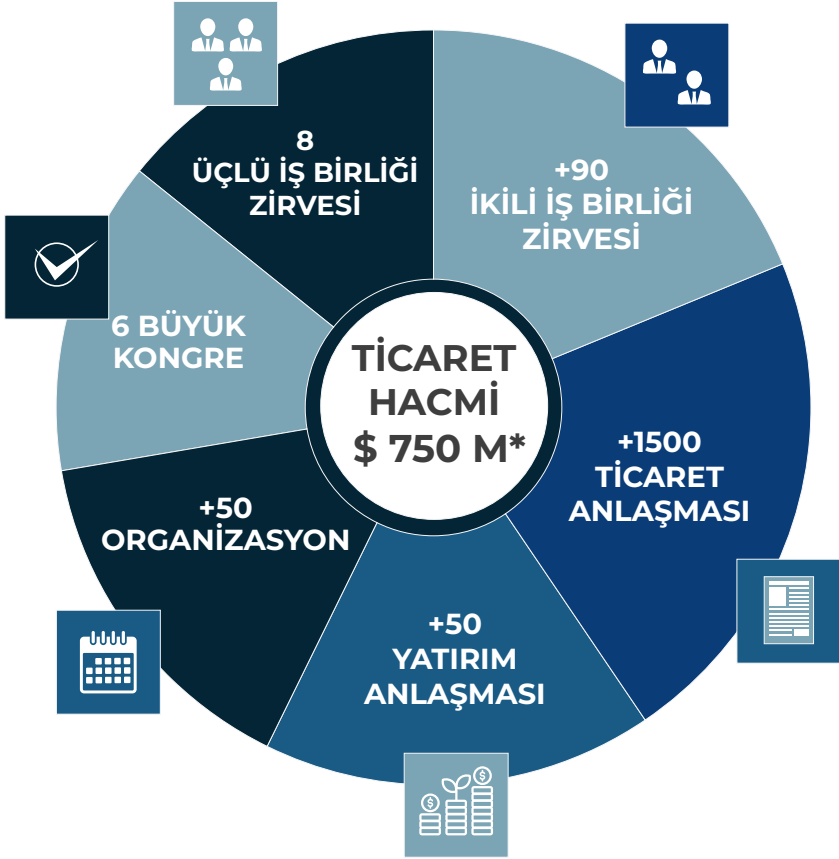 8
ÜÇLÜ İŞ BİRLİĞİ
ZİRVESİ
+90
İKİLİ İŞ BİRLİĞİ
ZİRVESİ
6 BÜYÜK
KONGRE
TİCARET
HACMİ
$ 750 M*
+1500
TİCARET
ANLAŞMASI
+50
ORGANİZASYON
+50
YATIRIM
ANLAŞMASI